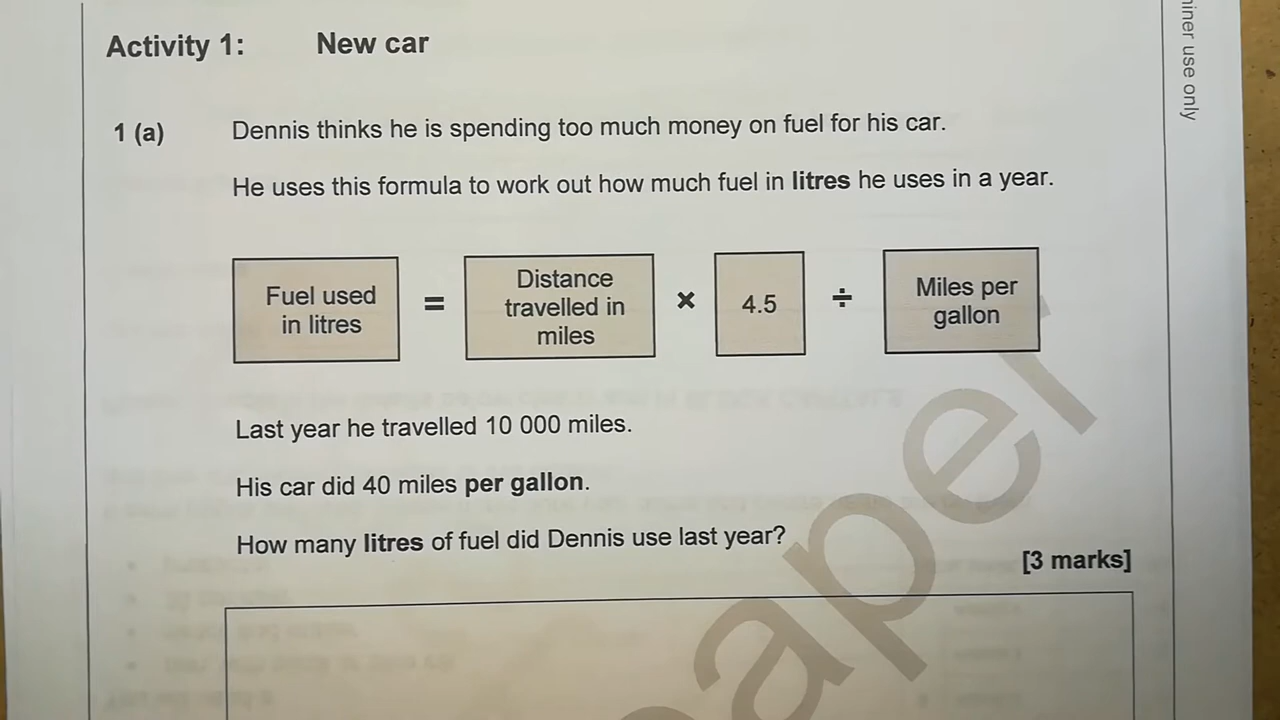 Activity 1: New car
1 (a) Dennis thinks he is spending too much money on fuel for his car.
He uses this formula to work out how much fuel in litres he uses in a year.
Fuel used
in litres
=
Distance
travelled in
miles
×
4.5
÷
Miles per
gallon
Last year he travelled 10 000 miles.
His car did 40 miles per gallon.
How many litres of fuel did Dennis use last year?
[3 marks]
aper
use only